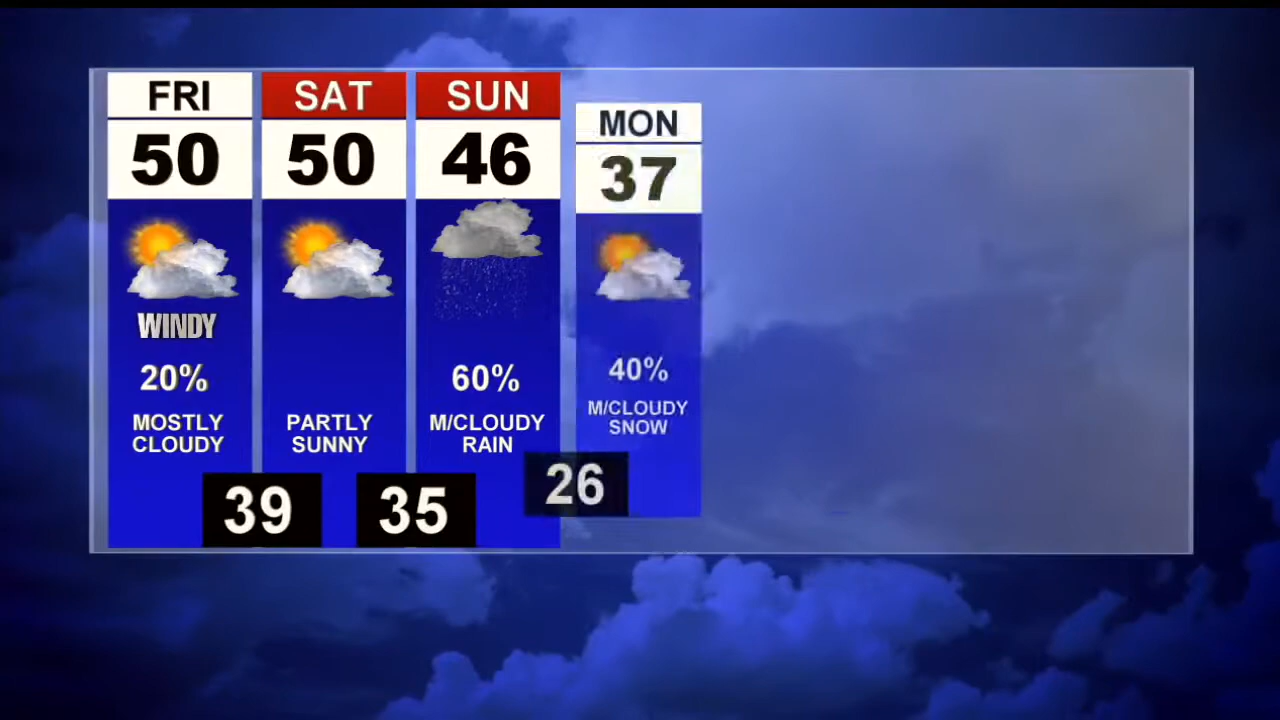 FRI
50
WINDY
20%
MOSTLY
CLOUDY
39
SAT
50
PARTLY
SUNNY
35
SUN
46
60%
M/CLOUDY
RAIN
26
MON
37
40%
M/CLOUDY
SNOW